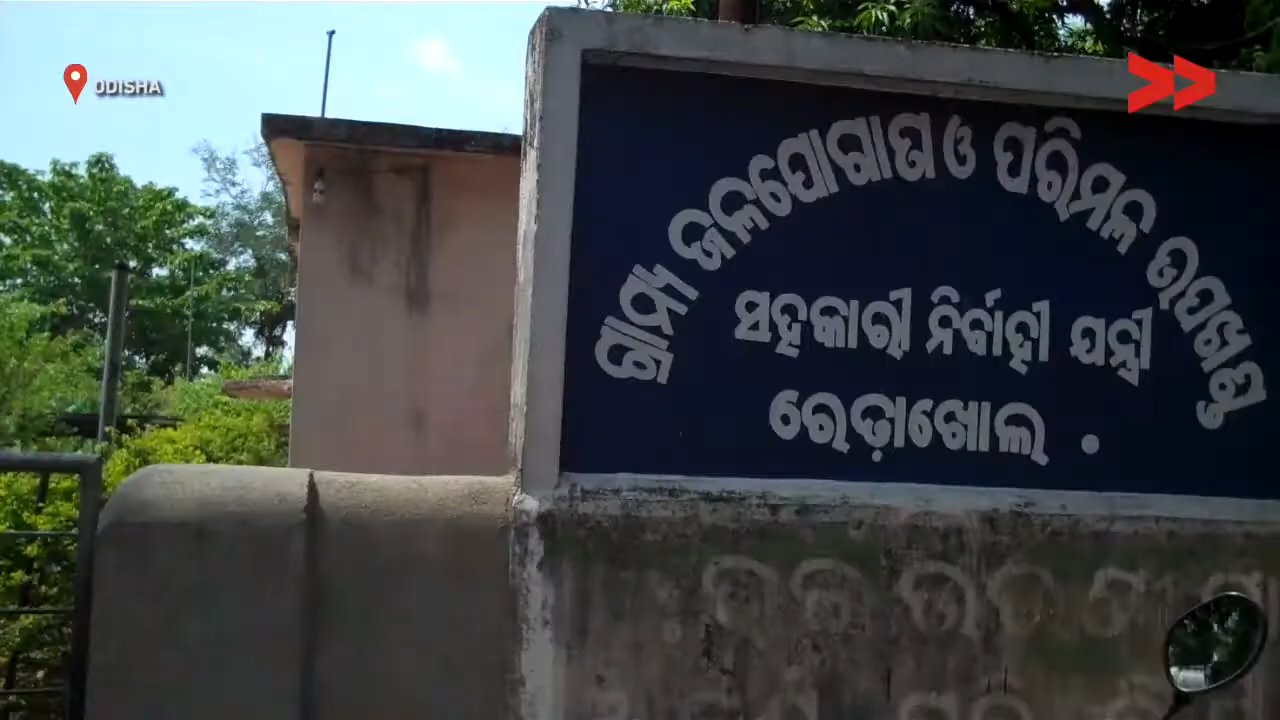 ODISHA
ଗ୍ରାମ୍ୟ ଜଳଯୋଗାଣ ଓ ପରିମଳ ଉପଖଣ୍ଡ
ସହକାରୀ ନିର୍ବାହୀ ଯନ୍ତ୍ରୀ
ରେଢ଼ାଖୋଲ .